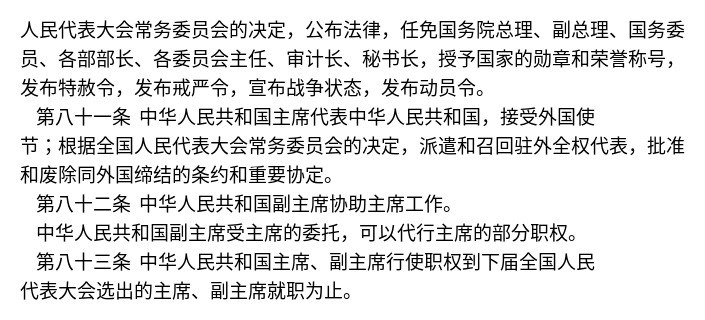 人民代表大会常务委员会的决定，公布法律，任免国务院总理、副总理、国务委
员、各部部长、各委员会主任、审计长、秘书长，授予国家的勋章和荣誉称号，
发布特赦令，发布戒严令，宣布战争状态，发布动员令。
第八十一条 中华人民共和国主席代表中华人民共和国，接受外国使
节；根据全国人民代表大会常务委员会的决定，派遣和召回驻外全权代表，批准
和废除同外国缔结的条约和重要协定。
第八十二条 中华人民共和国副主席协助主席工作。
中华人民共和国副主席受主席的委托，可以代行主席的部分职权。
第八十三条 中华人民共和国主席、副主席行使职权到下届全国人民
代表大会选出的主席、副主席就职为止。